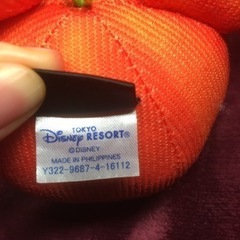 TOKYO
Disney RESORT®
©DISNEY
MADE IN PHILIPPINES
Y322-9687-4-16112